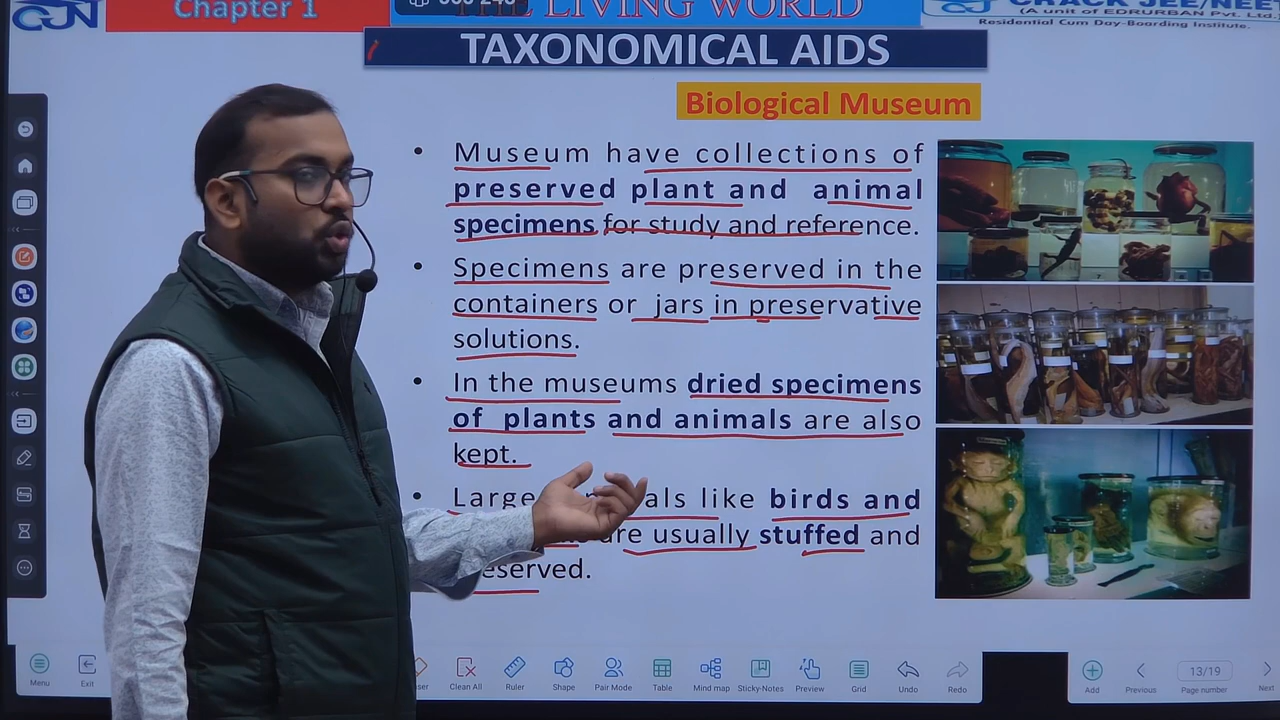 Chapter 1
LIVING WORLD
CRACK JEE/NEET
(A unit of EDRURBAN Pvt. Ltd.
Residential Cum Day-Boarding Institute.
TAXONOMICAL AIDS
Biological Museum
• Museum have collections of
preserved plant and animal
specimens for study and reference.
• Specimens are preserved in the
containers or jars in preservative
solutions.
• In the museums dried specimens
of plants and animals are also
kept.
• Large like birds and
are usually stuffed and
Menu
Exit
Clean All
Ruler
Shape
Pair Mode
Table
Mind map
Sticky-Notes
Preview
Grid
Undo
Redo
Add
Previous
13/19
Page number
Next